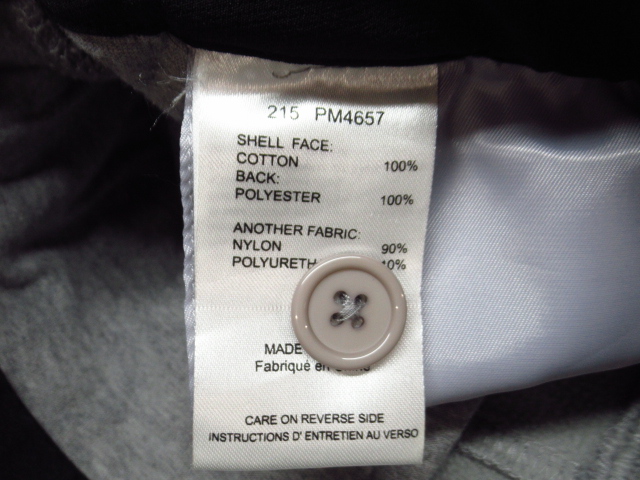 215 PM4657
SHELL FACE:
COTTON 100%
BACK:
POLYESTER 100%
ANOTHER FABRIC:
NYLON 90%
POLYURETH 10%
MADE
Fabriqué en
CARE ON REVERSE SIDE
INSTRUCTIONS D' ENTRETIEN AU VERSO